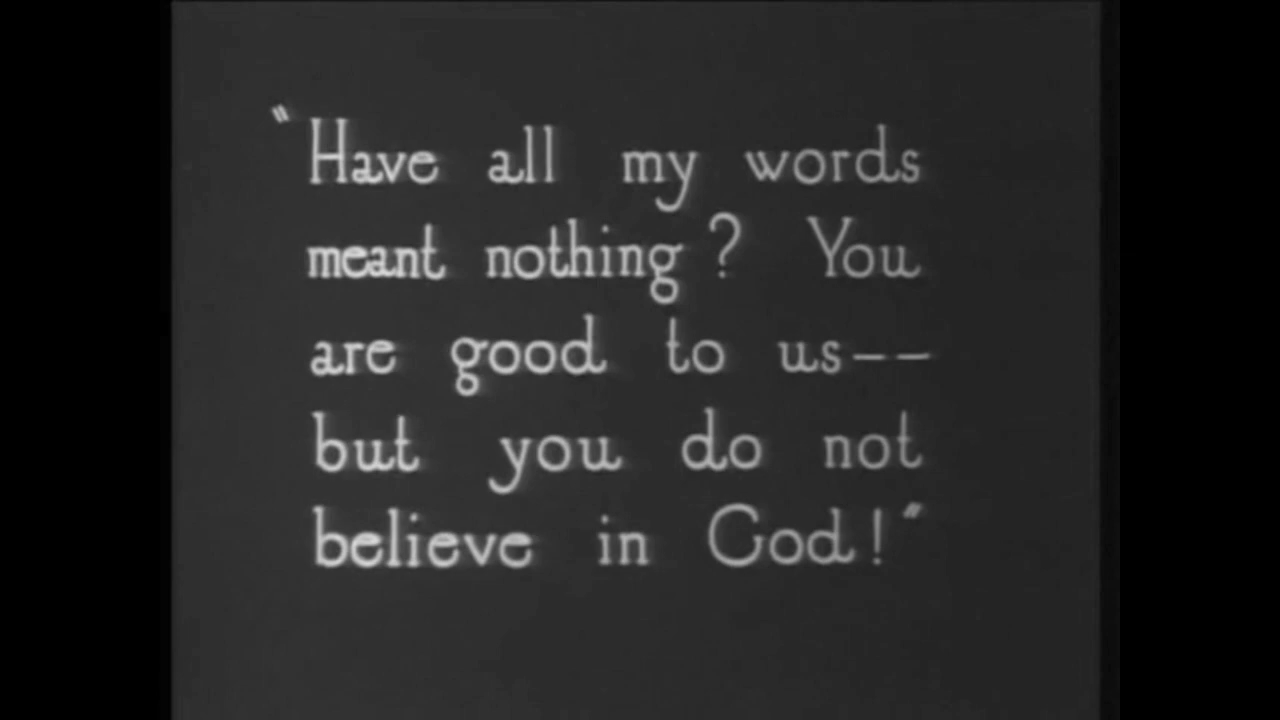 "Have all my words
meant nothing? You
are good to us--
but you do not
believe in God!"